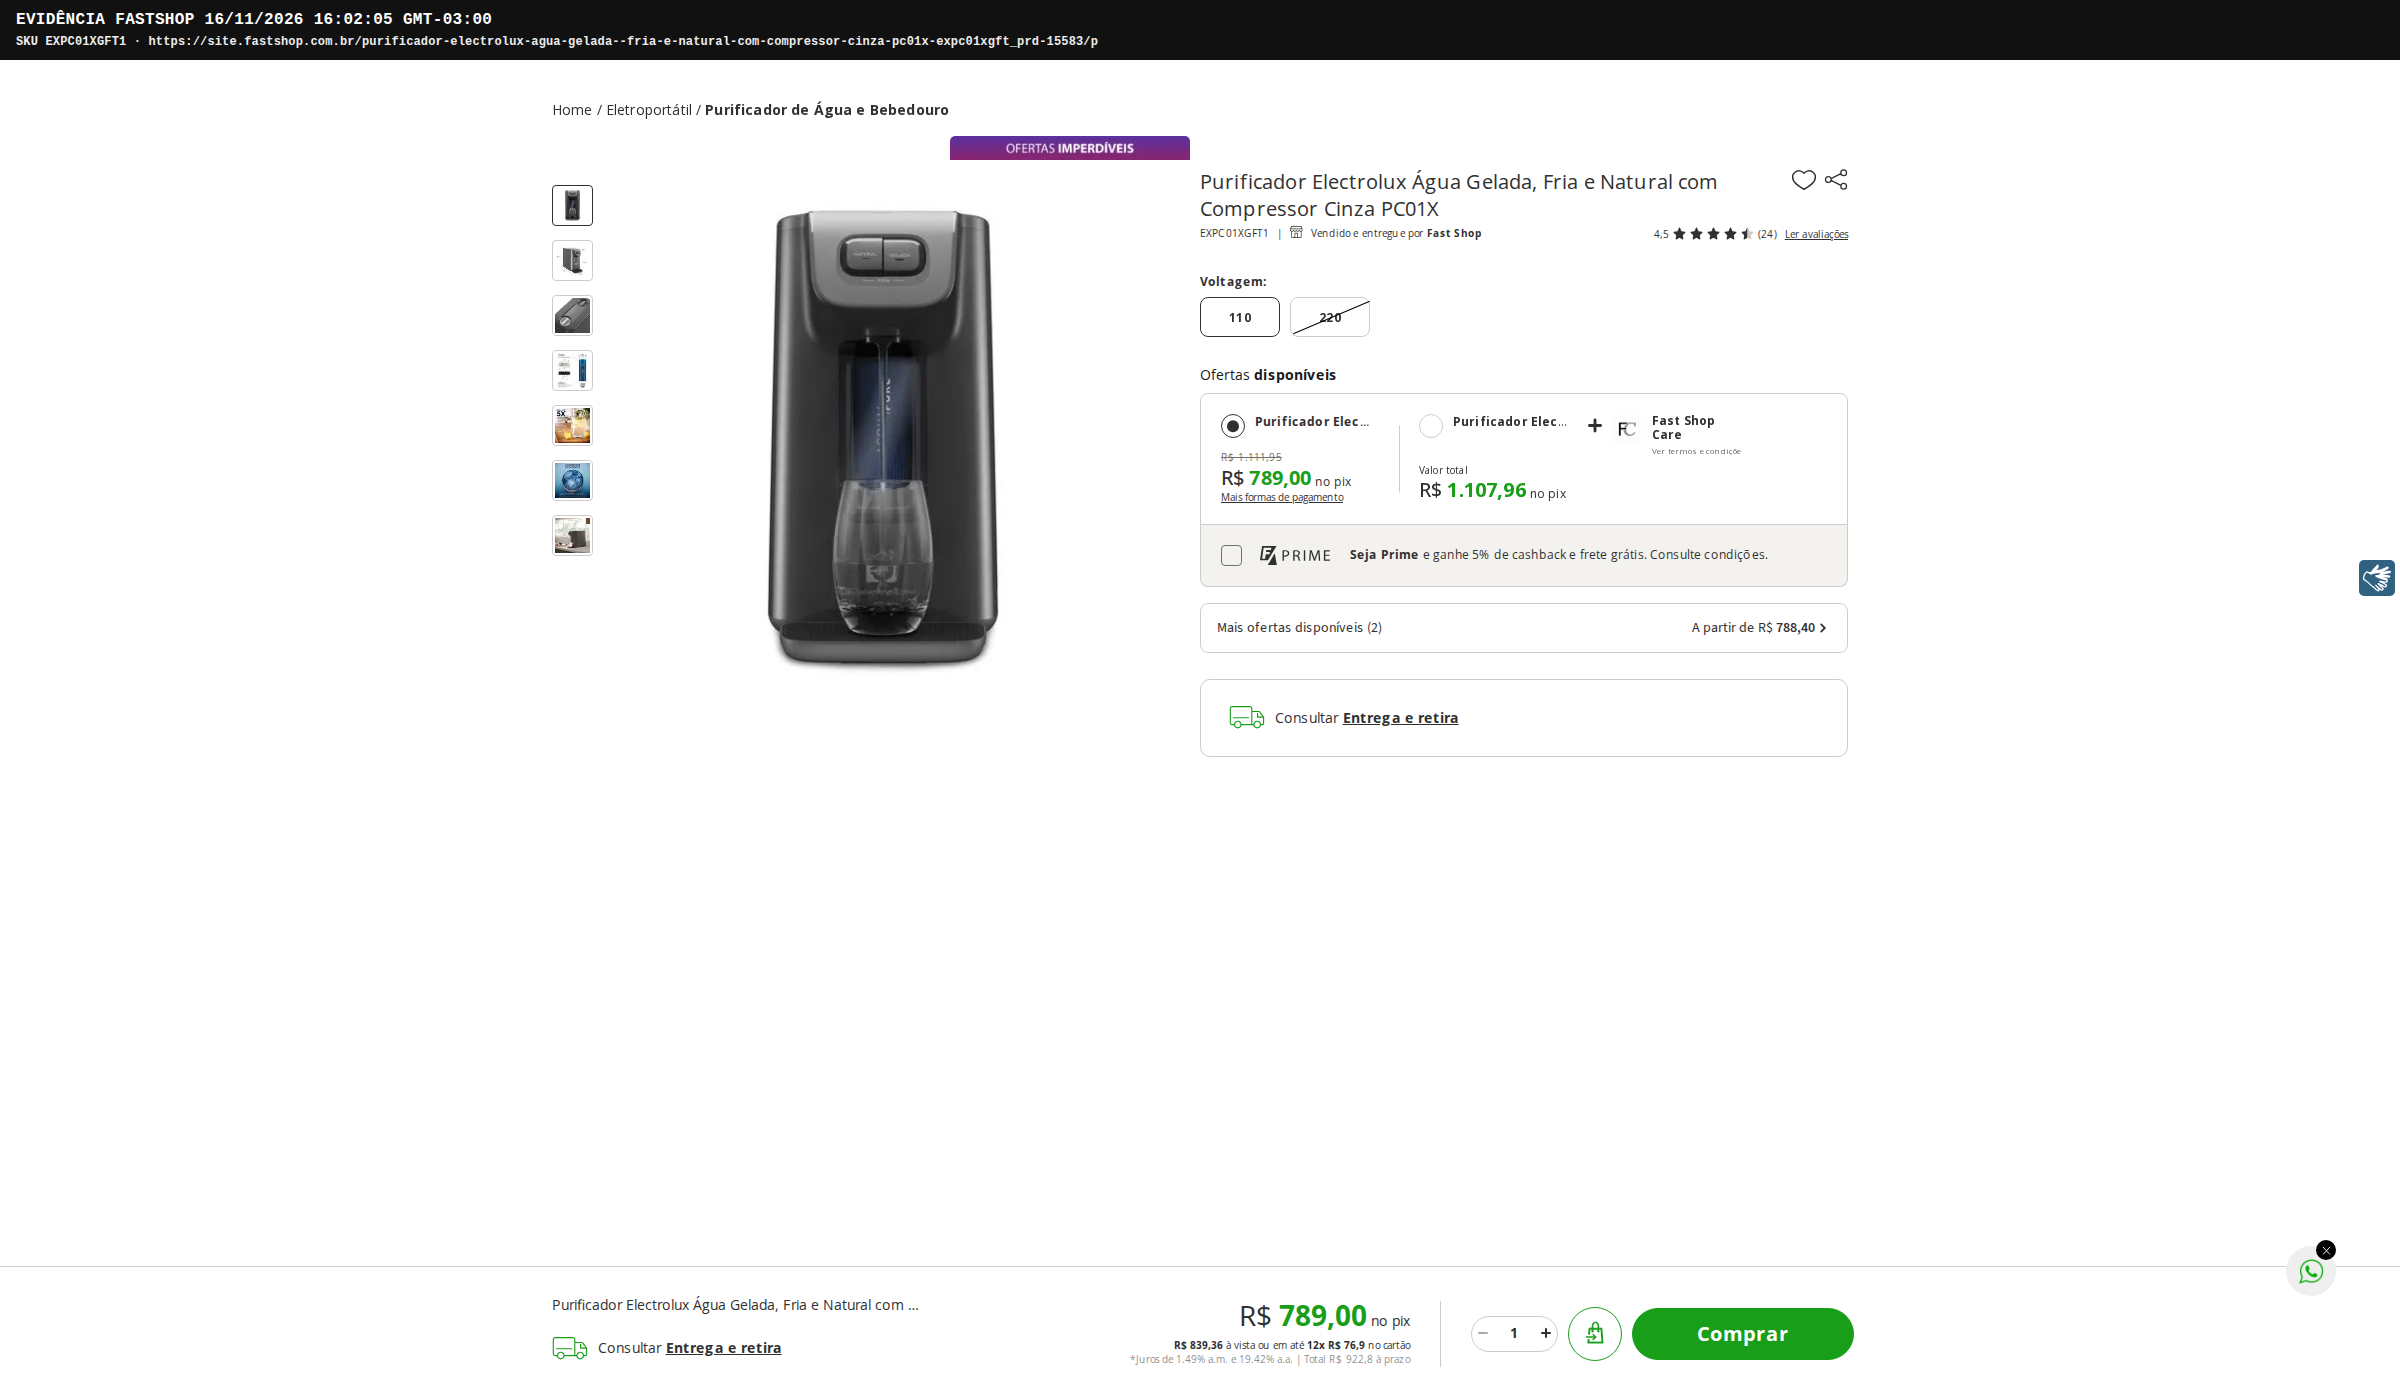 EVIDÊNCIA FASTSHOP 16/11/2026 16:02:05 GMT-03:00
SKU EXPC01XGFT1 · https://site.fastshop.com.br/purificador-electrolux-agua-gelada--fria-e-natural-com-compressor-cinza-pc01x-expc01xgft_prd-15583/p
Home / Eletroportátil / Purificador de Água e Bebedouro
OFERTAS IMPERDÍVEIS
Purificador Electrolux Água Gelada, Fria e Natural com
Compressor Cinza PC01X
EXPC01XGFT1 | Vendido e entregue por Fast Shop
4,5 (24) Ler avaliações
Voltagem:
110
220
Ofertas disponíveis
Purificador Elec...
R$ 1.111,95
R$ 789,00 no pix
Mais formas de pagamento
Purificador Elec...
+
FC
Fast Shop
Care
Ver termos e condiçõe
Valor total
R$ 1.107,96 no pix
PRIME
Seja Prime e ganhe 5% de cashback e frete grátis. Consulte condições.
Mais ofertas disponíveis (2)
A partir de R$ 788,40
Consultar Entrega e retira
Purificador Electrolux Água Gelada, Fria e Natural com ...
Consultar Entrega e retira
R$ 789,00 no pix
R$ 839,36 à vista ou em até 12x R$ 76,9 no cartão
*Juros de 1.49% a.m. e 19.42% a.a. | Total R$ 922,8 à prazo
1
Comprar